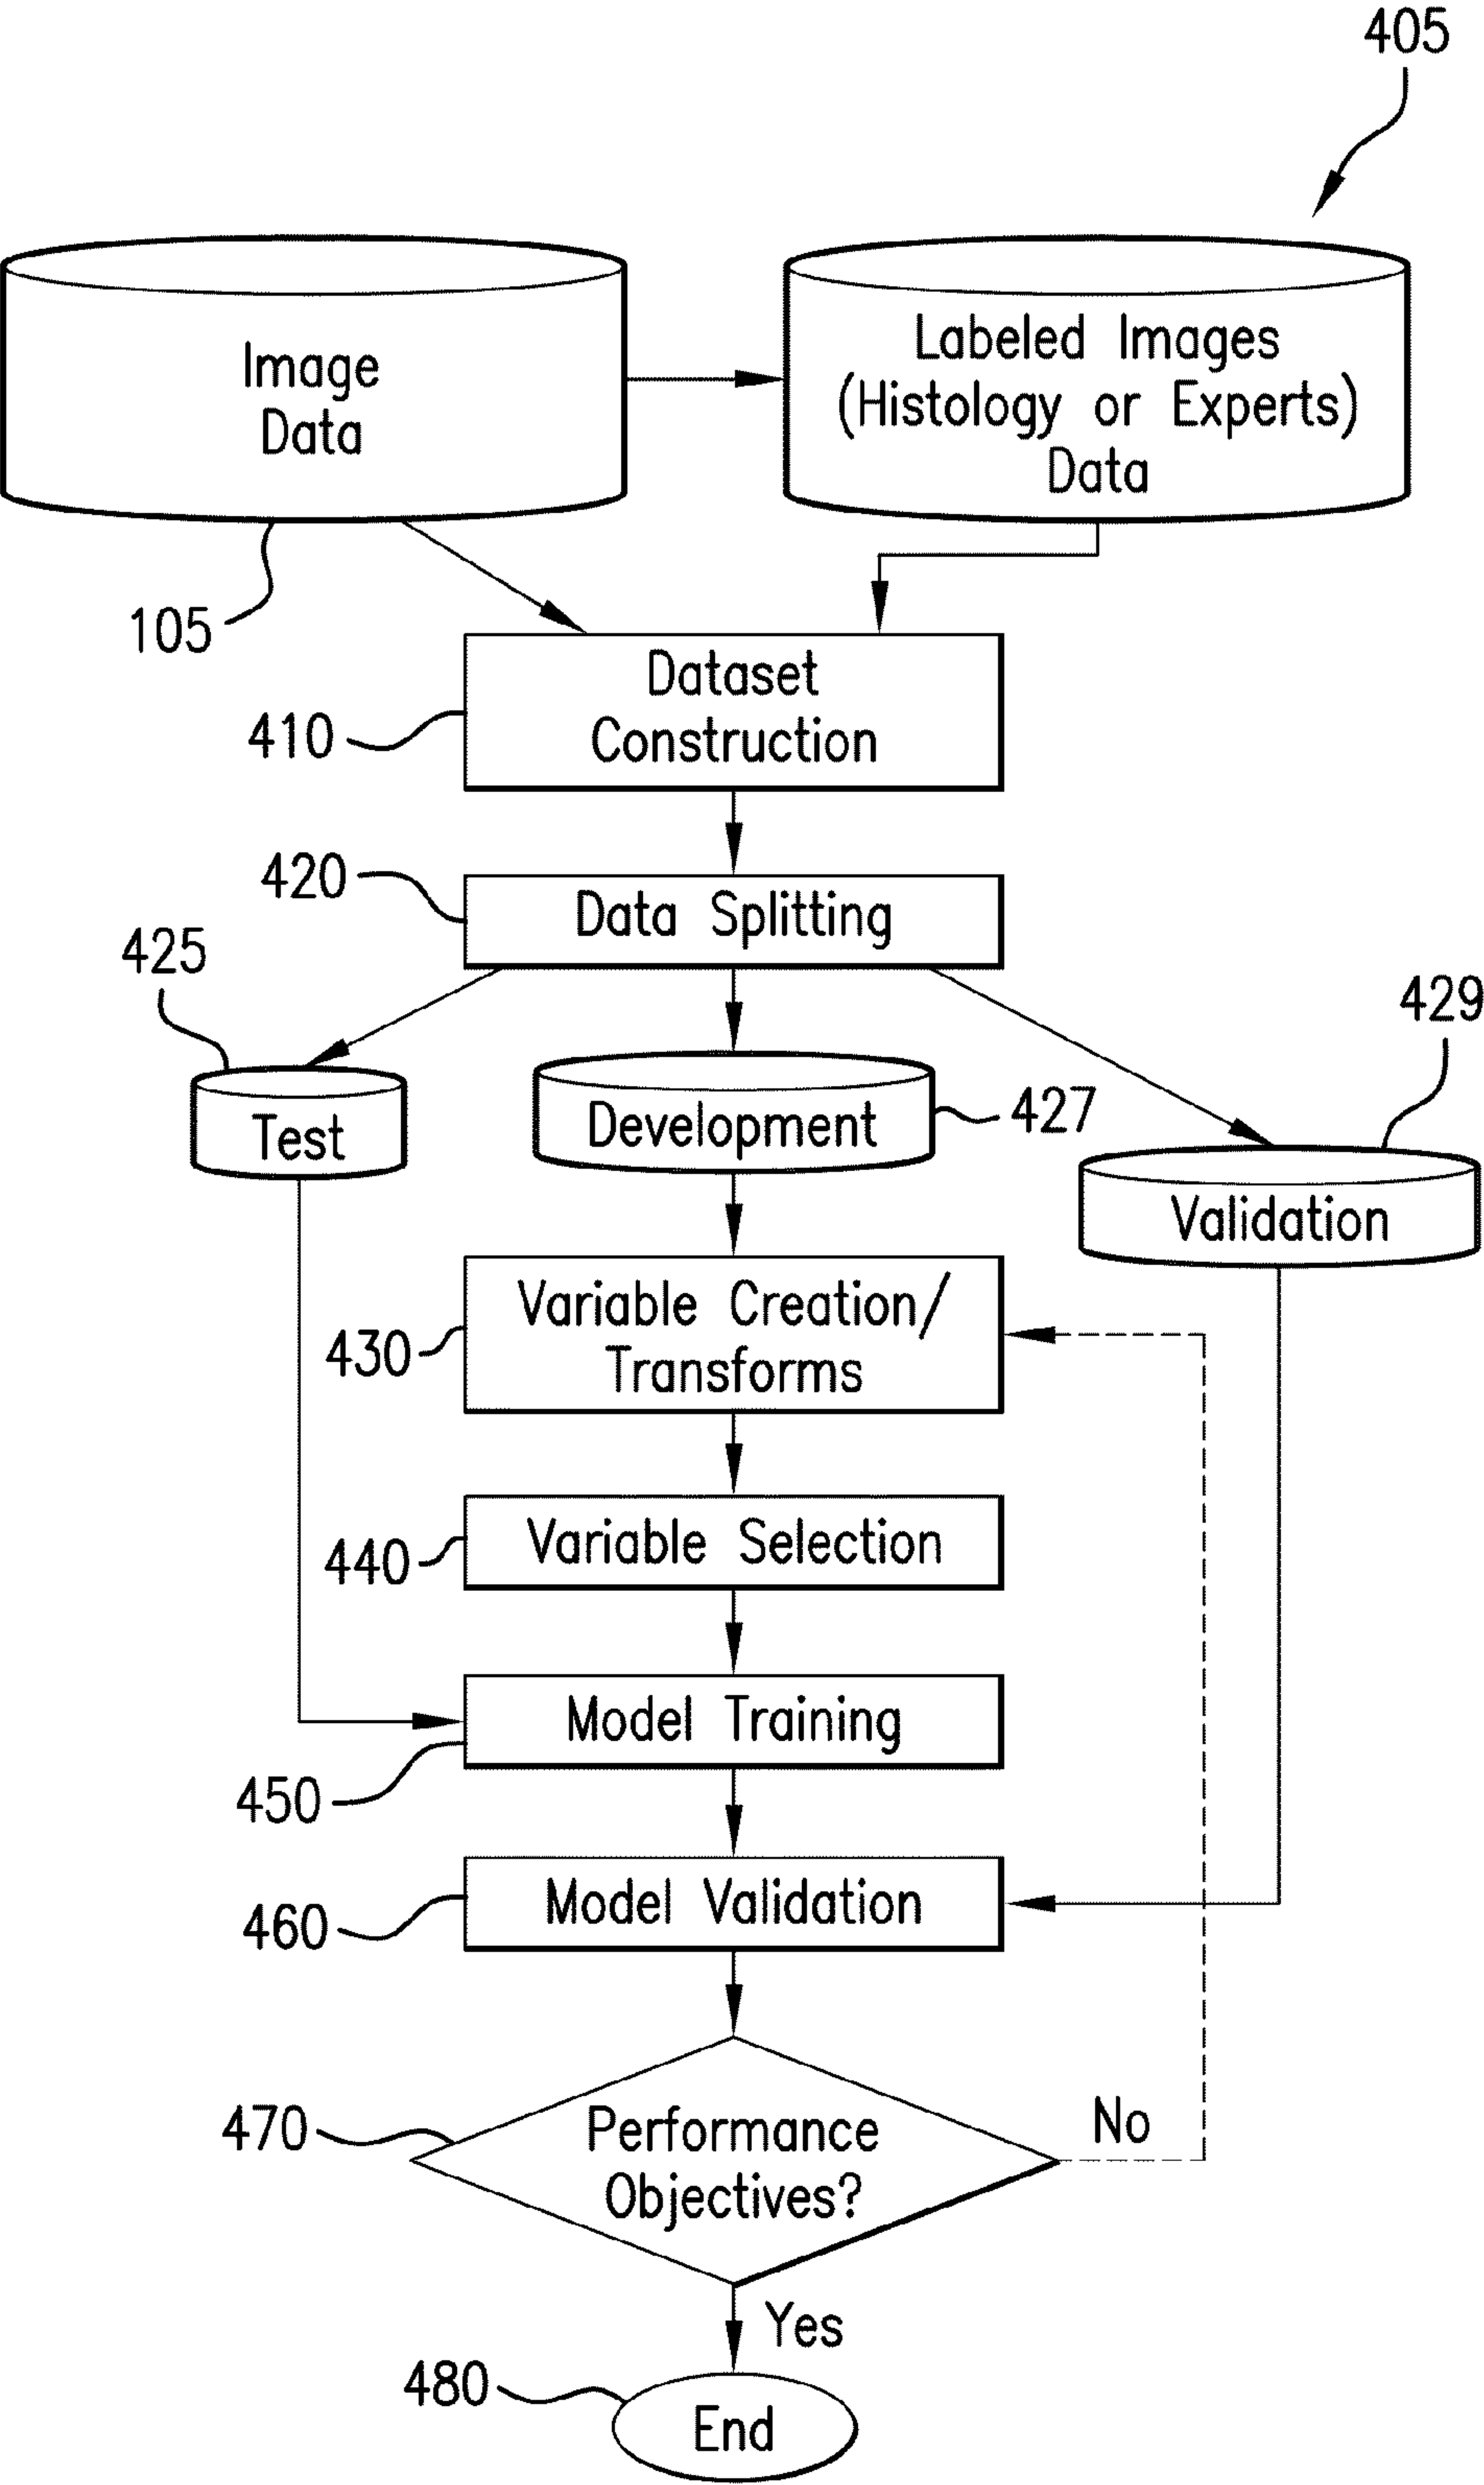 405
Image
Data
Labeled Images
(Histology or Experts)
Data
105
Dataset
Construction
410
420
Data Splitting
425
429
Test
Development
427
Validation
Variable Creation/
Transforms
430
Variable Selection
440
Model Training
450
Model Validation
460
470
Performance
Objectives?
No
Yes
480
End